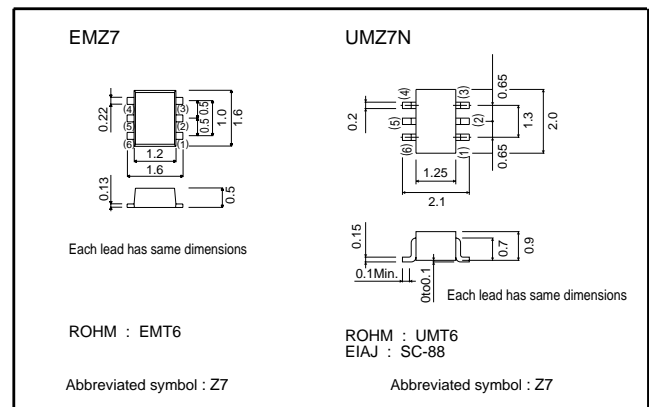 EMZ7
0.22
(4)
(3)
(5)
(2)
(6)
(1)
0.5
0.5
1.0
1.6
1.2
1.6
0.13
0.5
Each lead has same dimensions
ROHM : EMT6
Abbreviated symbol : Z7
UMZ7N
0.2
(4)
(3)
(5)
(2)
(6)
(1)
0.65
1.3
2.0
0.65
1.25
2.1
0.15
0.1Min.
0to0.1
0.7
0.9
Each lead has same dimensions
ROHM : UMT6
EIAJ : SC-88
Abbreviated symbol : Z7